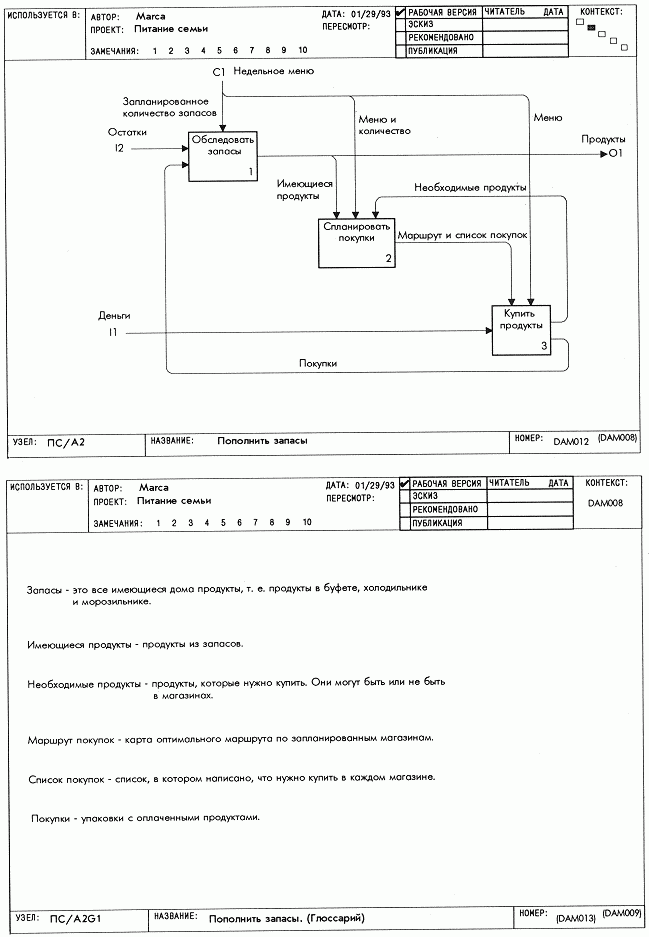 ИСПОЛЬЗУЕТСЯ В:
АВТОР: Marca
ДАТА: 01/29/93
РАБОЧАЯ ВЕРСИЯ
ЧИТАТЕЛЬ ДАТА
КОНТЕКСТ:
ПРОЕКТ: Питание семьи
ПЕРЕСМОТР:
ЭСКИЗ
РЕКОМЕНДОВАНО
ЗАМЕЧАНИЯ: 1 2 3 4 5 6 7 8 9 10
ПУБЛИКАЦИЯ
C1 Недельное меню
Запланированное
количество запасов
Меню и
количество
Меню
Остатки
I2
Обследовать
запасы
1
Продукты
O1
Имеющиеся
продукты
Необходимые продукты
Спланировать
покупки
2
Маршрут и список покупок
Деньги
I1
Купить
продукты
3
Покупки
УЗЕЛ: ПС/A2
НАЗВАНИЕ: Пополнить запасы
НОМЕР: DAM012 (DAM008)
ИСПОЛЬЗУЕТСЯ В:
АВТОР: Marca
ДАТА: 01/29/93
РАБОЧАЯ ВЕРСИЯ
ЧИТАТЕЛЬ ДАТА
КОНТЕКСТ:
ПРОЕКТ: Питание семьи
ПЕРЕСМОТР:
ЭСКИЗ
DAM008
РЕКОМЕНДОВАНО
ЗАМЕЧАНИЯ: 1 2 3 4 5 6 7 8 9 10
ПУБЛИКАЦИЯ
Запасы - это все имеющиеся дома продукты, т. е. продукты в буфете, холодильнике
и морозильнике.
Имеющиеся продукты - продукты из запасов.
Необходимые продукты - продукты, которые нужно купить. Они могут быть или не быть
в магазинах.
Маршрут покупок - карта оптимального маршрута по запланированным магазинам.
Список покупок - список, в котором написано, что нужно купить в каждом магазине.
Покупки - упаковки с оплаченными продуктами.
УЗЕЛ: ПС/A2G1
НАЗВАНИЕ: Пополнить запасы. (Глоссарий)
НОМЕР: (DAM013) (DAM009)